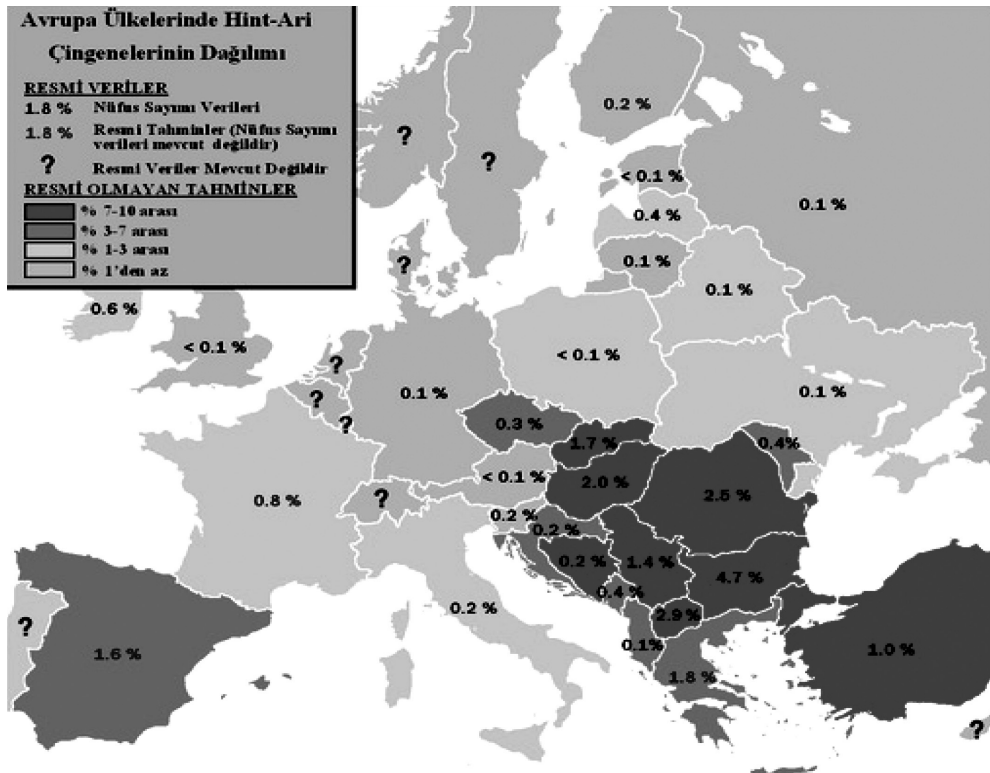 Avrupa Ülkelerinde Hint-Ari
Çingenelerinin Dağılımı
RESMİ VERİLER
1.8 % Nüfus Sayımı Verileri
1.8 % Resmi Tahminler (Nüfus Sayımı
verileri mevcut değildir)
? Resmi Veriler Mevcut Değildir
RESMİ OLMAYAN TAHMİNLER
% 7-10 arası
% 3-7 arası
% 1-3 arası
% 1'den az
0.2 %
?
?
< 0.1 %
0.4 %
0.1 %
0.1 %
?
0.1 %
0.6 %
< 0.1 %
< 0.1 %
?
0.1 %
0.1 %
?
?
0.3 %
1.7 %
0.4%
< 0.1 %
2.0 %
2.5 %
0.8 %
?
0.2 %
0.2 %
0.2 %
1.4 %
4.7 %
0.4 %
0.2 %
2.9 %
?
1.6 %
0.1%
1.0 %
1.8 %
?